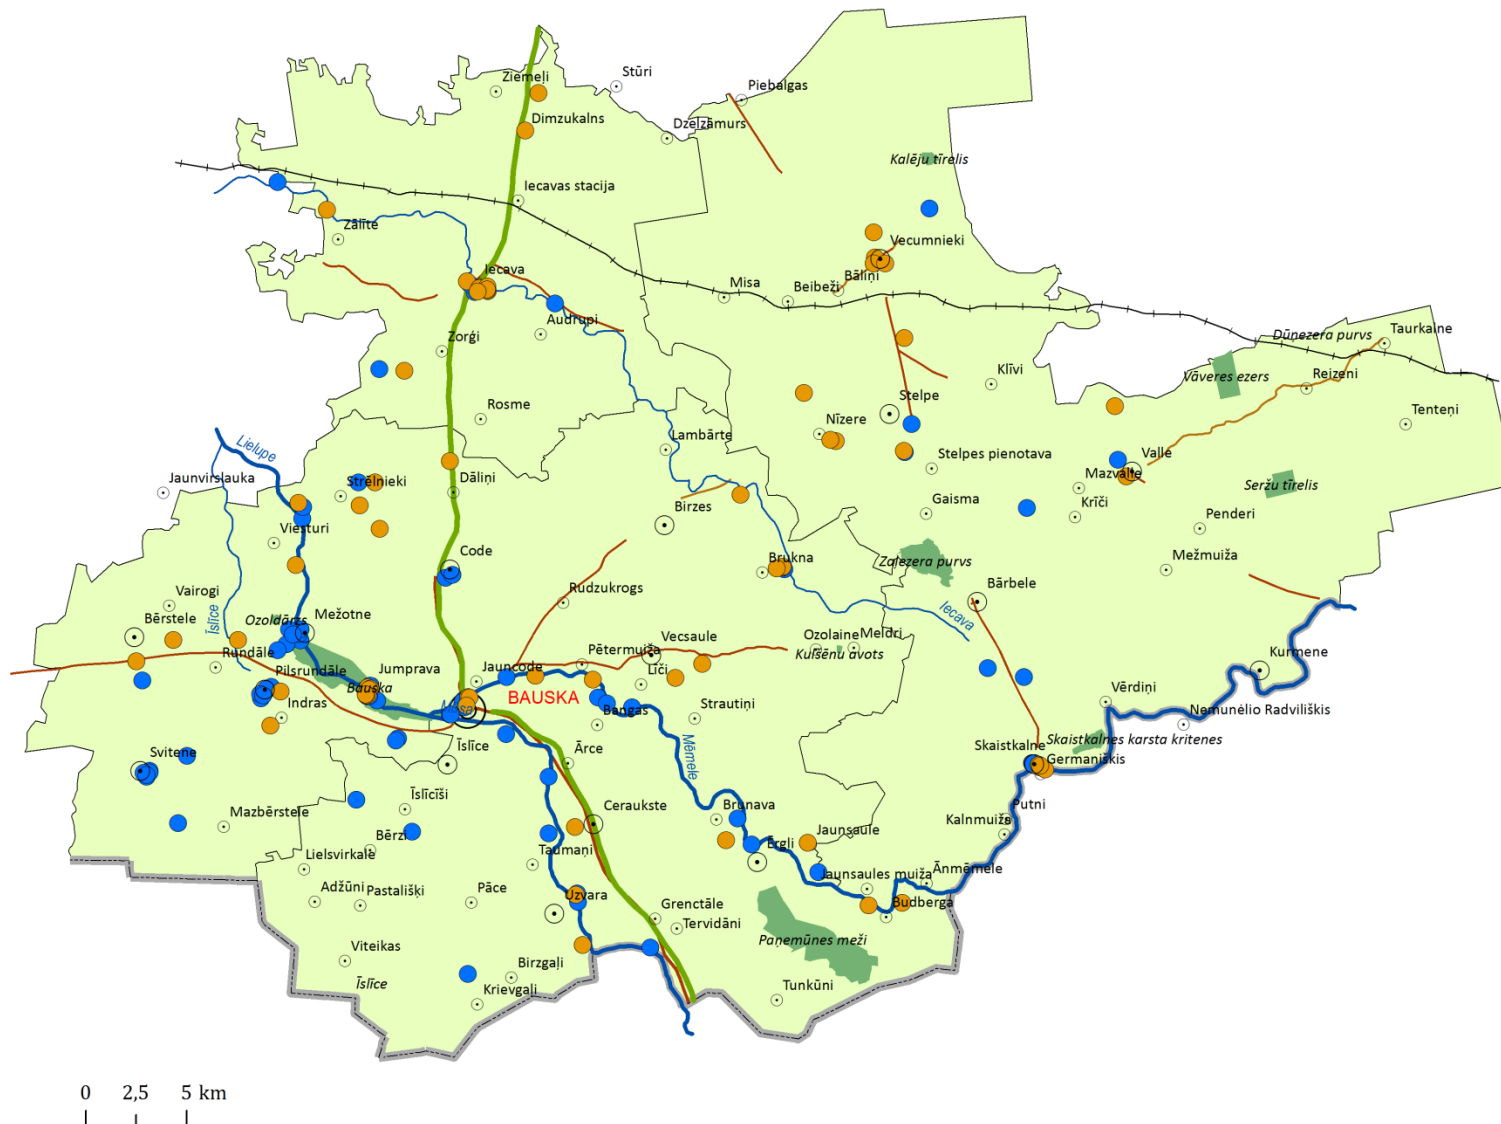 Ziemeļi
Stūri
Piebalgas
Dimzukalns
Dzelzāmurs
Kalēju tīrelis
Iecavas stacija
Zālīte
Vecumnieki
Iecava
Bāliņi
Misa
Beibeži
Audrupi
Zorģi
Dūņezera purvs
Taurkalne
Klīvi
Vāveres ezers
Reizeni
Rosme
Stelpe
Nīzere
Tenteņi
Lambārte
Lielupe
Stelpes pienotava
Valle
Jaunvirslauka
Strēlnieki
Dāliņi
Mazvalle
Seržu tīrelis
Gaisma
Krīči
Birzes
Penderi
Viesturi
Code
Brukna
Zaļezera purvs
Mežmuiža
Bārbele
Vairogi
Rudzukrogs
Iecava
Bērstele
Īslīce
Ozoldārzs
Mežotne
Vecsaule
Ozolaine
Meldri
Kulšēnu avots
Rundāle
Pētermuiža
Kurmene
Pilsrundāle
Jumprava
Jauncode
Līči
Bauska
BAUSKA
Indras
Bangas
Strautiņi
Vērdiņi
Nemunėlio Radviliškis
Mēmele
Skaistkalne
Skaistkalnes karsta kritenes
Svitene
Īslīce
Ārce
Germaniškis
Īslīcīši
Ceraukste
Brunava
Putni
Mazbērstele
Kalnmuiža
Bērzi
Ērgļi
Jaunsaule
Lielsvirkale
Taumaņi
Adžūni
Pastališķi
Pāce
Uzvara
Jaunsaules muiža
Ānmēmele
Budberga
Grenctāle
Tervidāni
Paņemūnes meži
Viteikas
Īslīce
Birzgaļi
Krievgaļi
Tunkūni
0 2,5 5 km